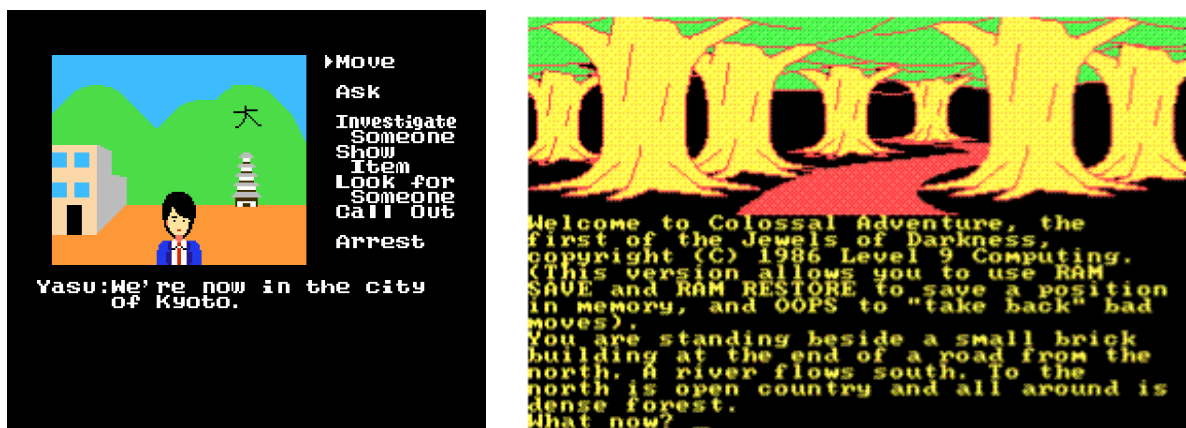 Move
Ask
Investigate
Someone
Show
Item
Look for
Someone
Call Out
Arrest
大
Yasu:We're now in the city
of Kyoto.
Welcome to Colossal Adventure, the
first of the Jewels of Darkness,
copyright (C) 1986 Level 9 Computing.
(This version allows you to use RAM
SAVE and RAM RESTORE to save a position
in memory, and OOPS to "take back" bad
moves).
You are standing beside a small brick
building at the end of a road from the
north. A river flows south. To the
north is open country and all around is
dense forest.
What now? _